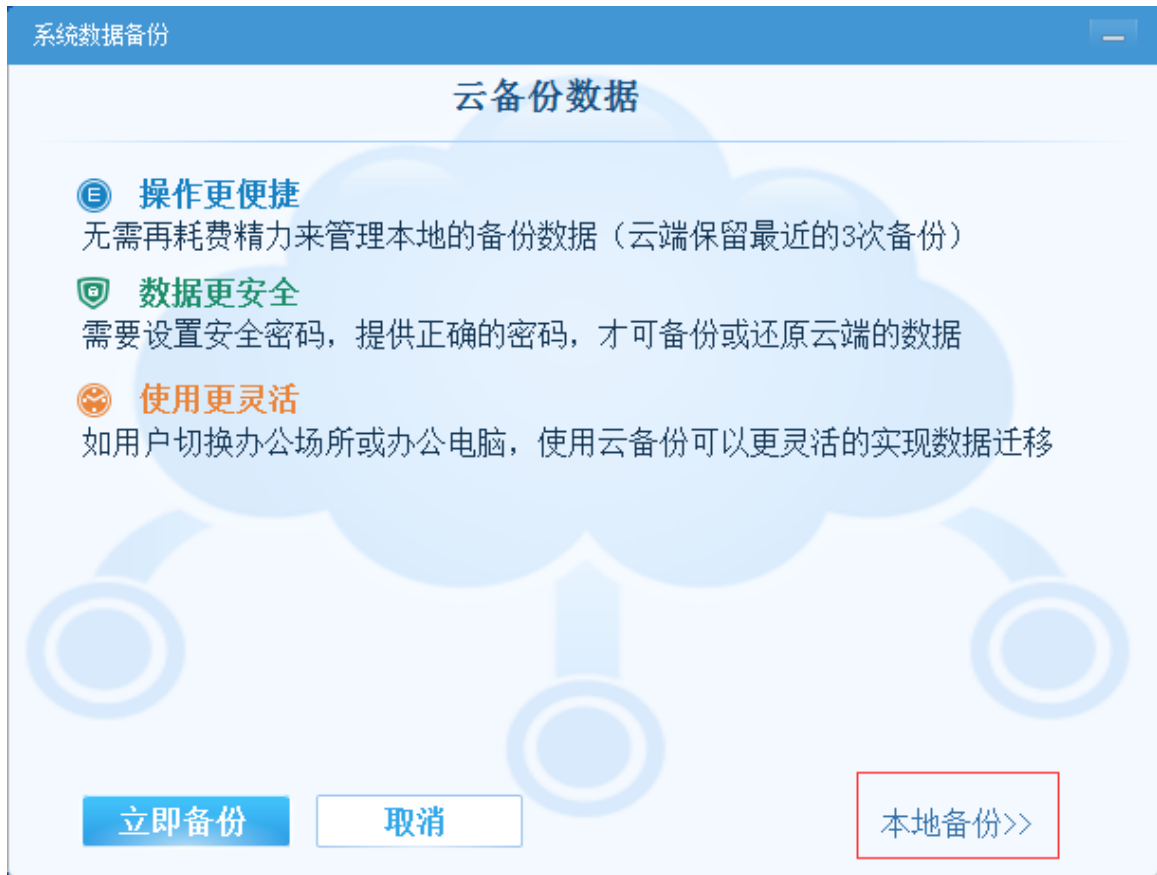 系统数据备份
云备份数据
操作更便捷
无需再耗费精力来管理本地的备份数据（云端保留最近的3次备份）
数据更安全
需要设置安全密码，提供正确的密码，才可备份或还原云端的数据
使用更灵活
如用户切换办公场所或办公电脑，使用云备份可以更灵活的实现数据迁移
立即备份 取消 本地备份>>